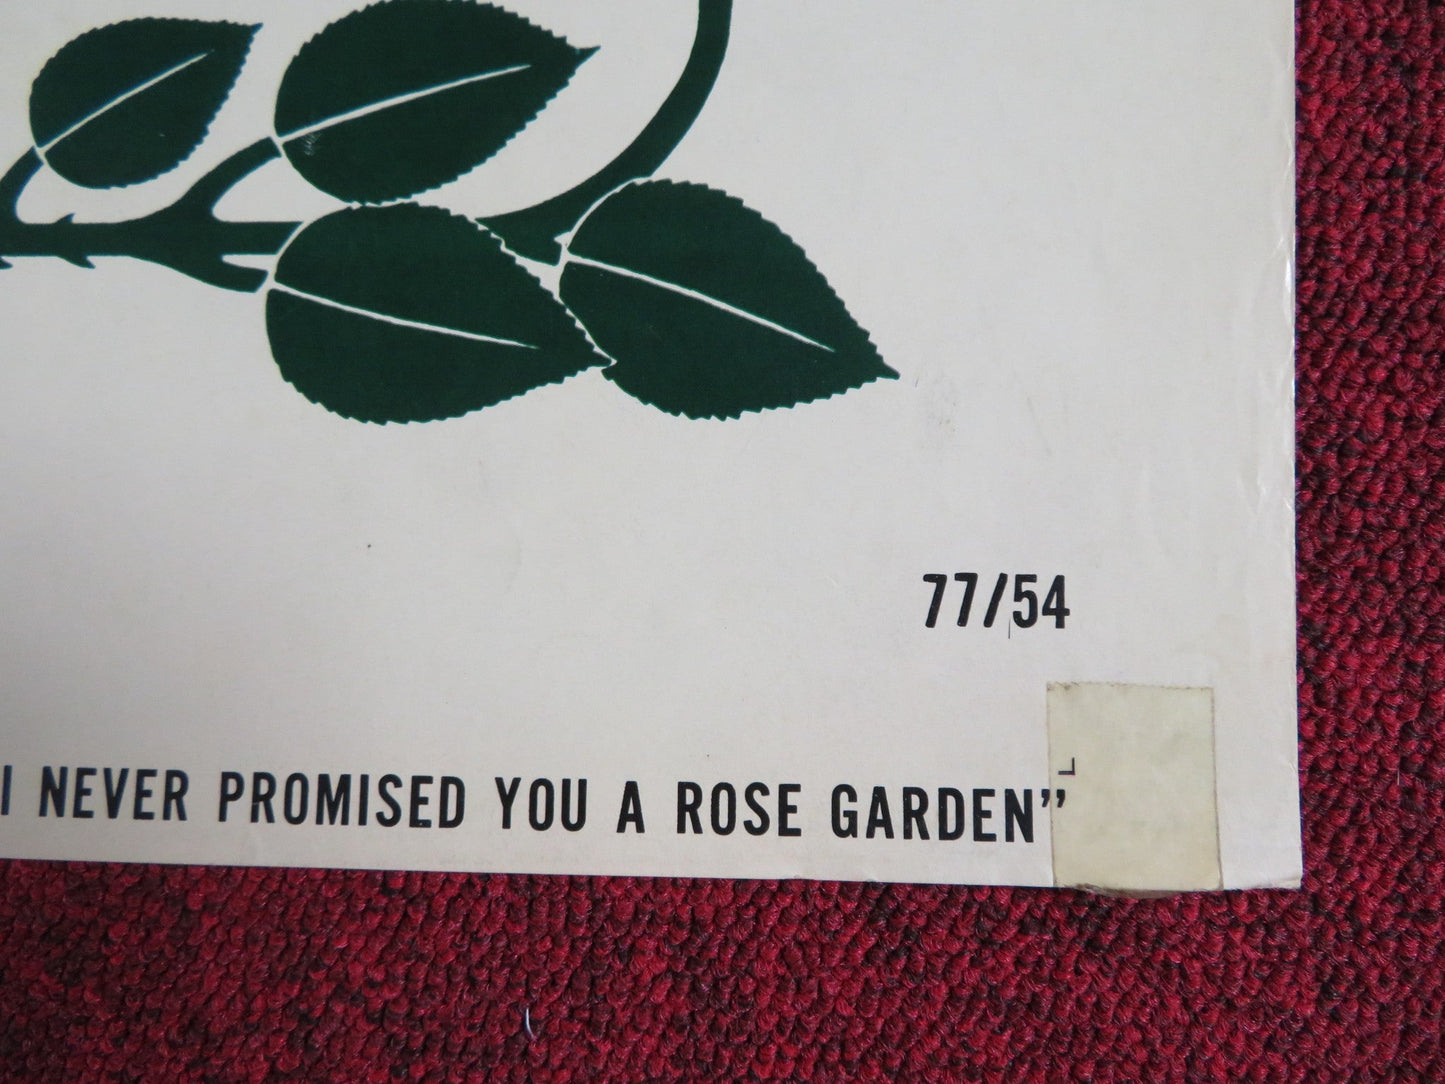 77/54
L
I NEVER PROMISED YOU A ROSE GARDEN”